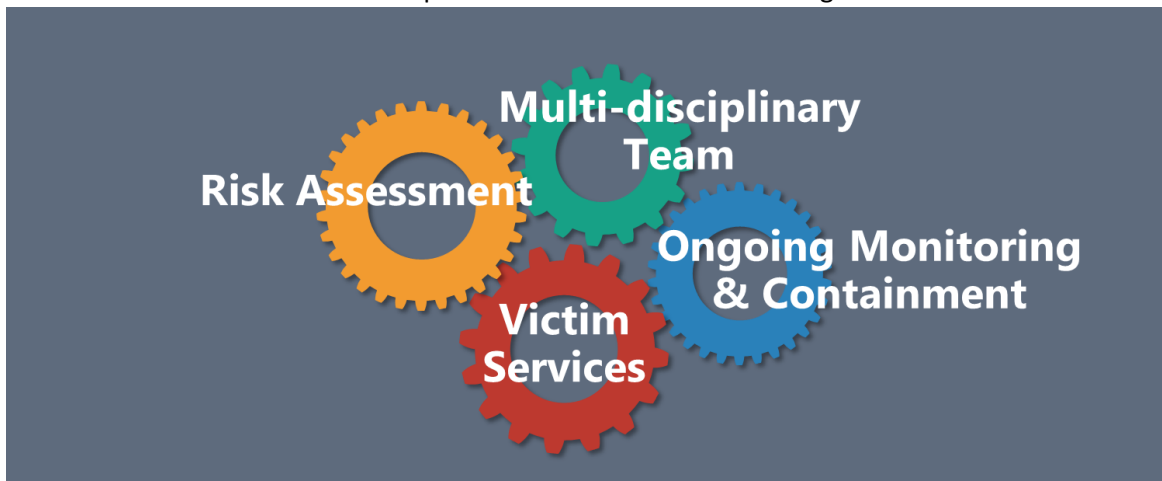 Multi-disciplinary
Team
Risk Assessment
Ongoing Monitoring
& Containment
Victim
Services